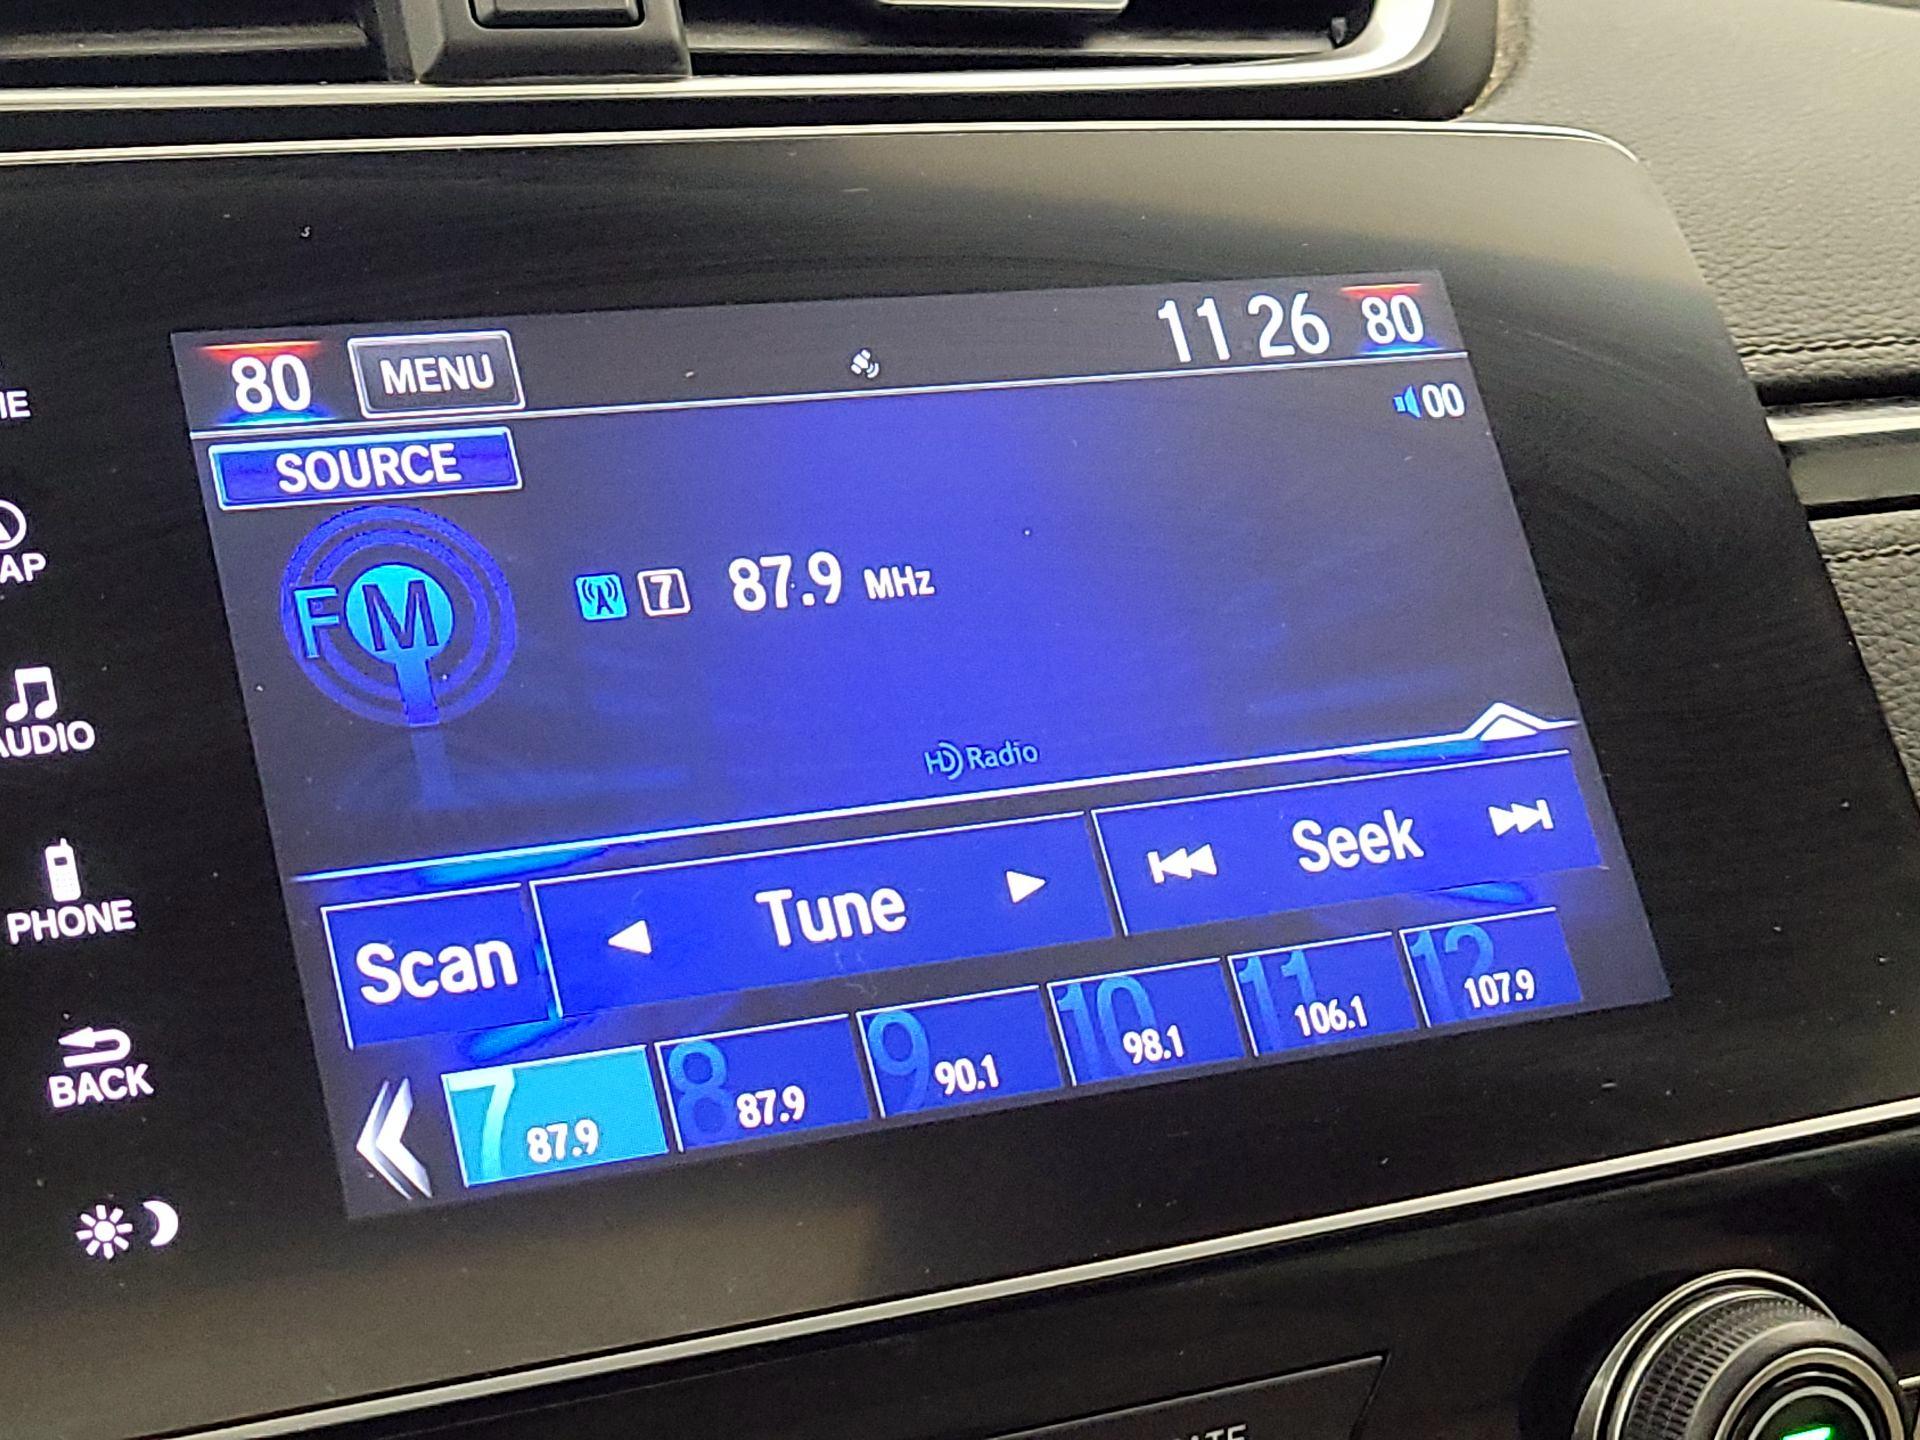 80 MENU 11 26 80
00
SOURCE
FM
7 87.9 MHz
HD Radio
Scan Tune Seek
7 87.9
8 87.9
9 90.1
10 98.1
11 106.1
12 107.9
AUDIO
PHONE
BACK